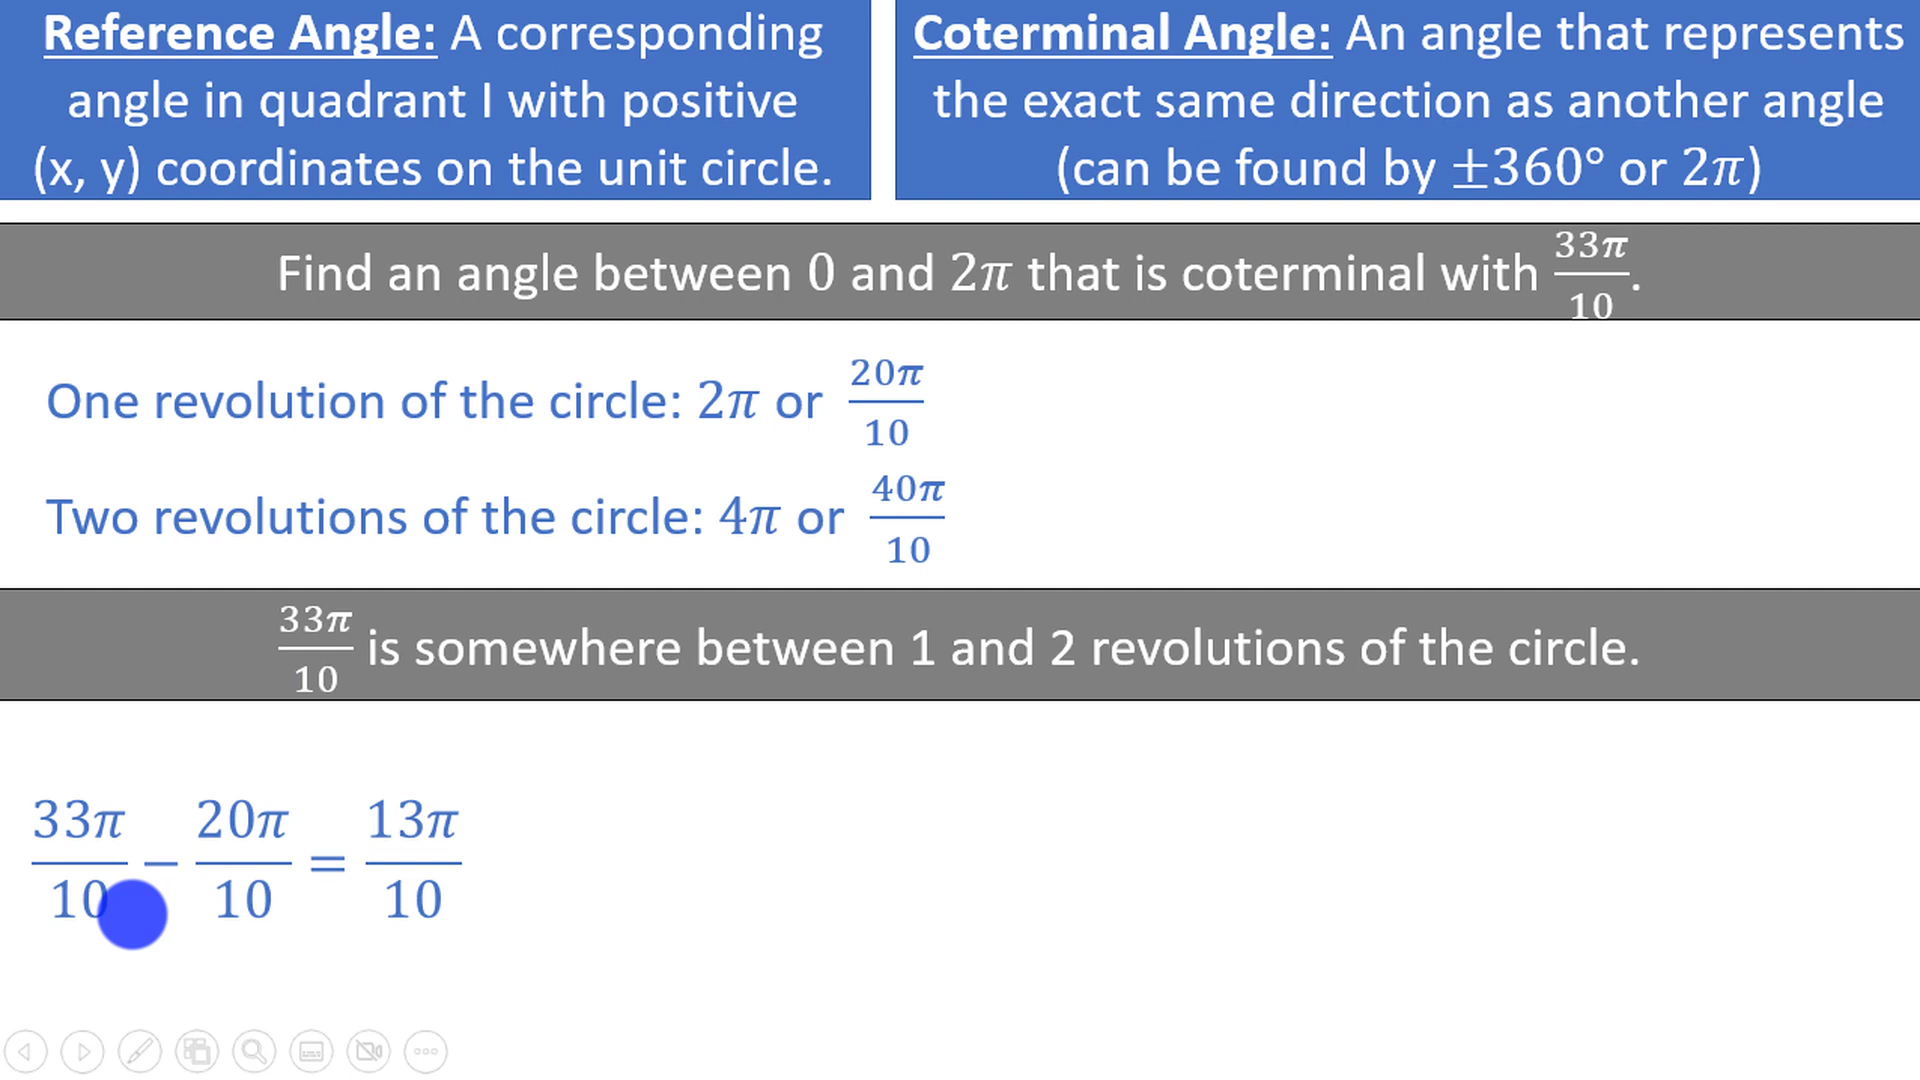 Reference Angle: A corresponding
angle in quadrant I with positive
(x, y) coordinates on the unit circle.
Coterminal Angle: An angle that represents
the exact same direction as another angle
(can be found by ±360° or 2π)
Find an angle between 0 and 2π that is coterminal with 33π/10.
One revolution of the circle: 2π or 20π/10
Two revolutions of the circle: 4π or 40π/10
33π/10 is somewhere between 1 and 2 revolutions of the circle.
33π/10 − 20π/10 = 13π/10